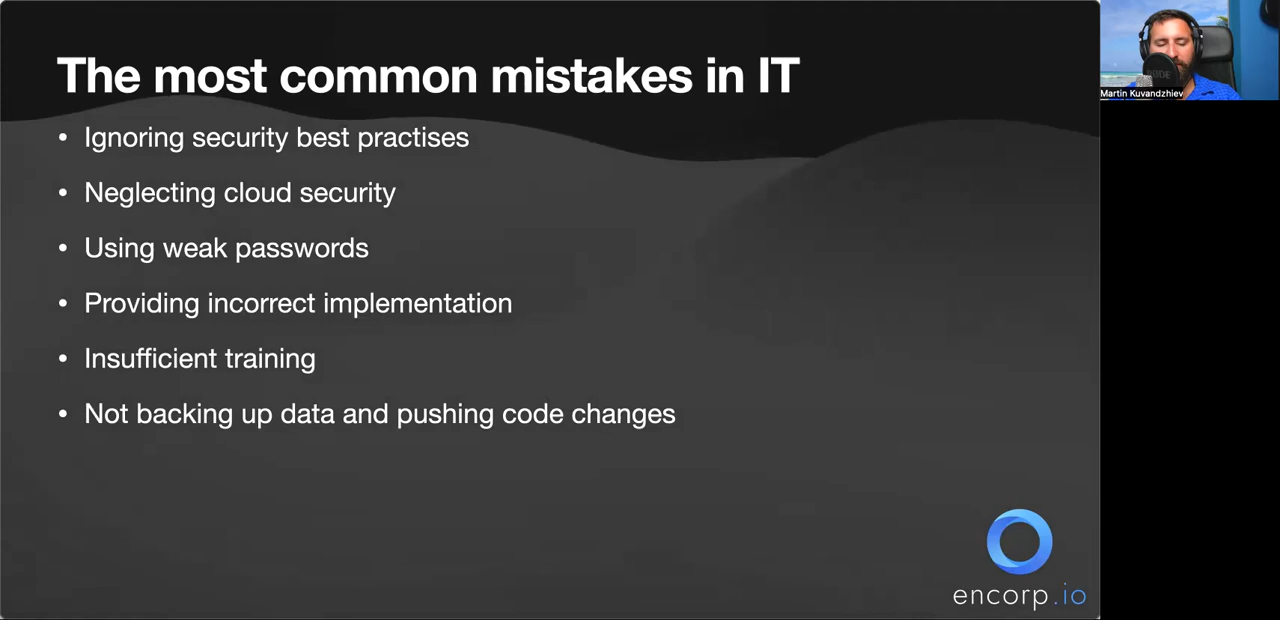 The most common mistakes in IT
• Ignoring security best practises
• Neglecting cloud security
• Using weak passwords
• Providing incorrect implementation
• Insufficient training
• Not backing up data and pushing code changes
encorp.io
Martin Kuvandzhiev